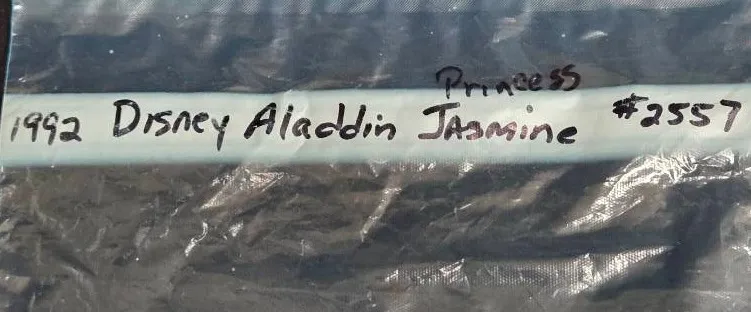 Princess
1992 Disney Aladdin JAsmine #2557